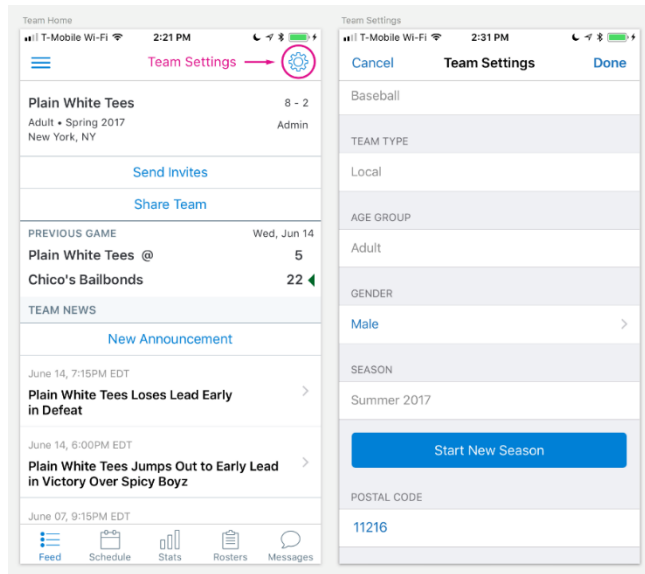 Team Home
T-Mobile Wi-Fi 2:21 PM
Team Settings
Plain White Tees 8 - 2
Adult • Spring 2017 Admin
New York, NY
Send Invites
Share Team
PREVIOUS GAME Wed, Jun 14
Plain White Tees @ 5
Chico's Bailbonds 22
TEAM NEWS
New Announcement
June 14, 7:15PM EDT
Plain White Tees Loses Lead Early
in Defeat
June 14, 6:00PM EDT
Plain White Tees Jumps Out to Early Lead
in Victory Over Spicy Boyz
June 07, 9:15PM EDT
Feed Schedule Stats Rosters Messages
Team Settings
T-Mobile Wi-Fi 2:31 PM
Cancel Team Settings Done
Baseball
TEAM TYPE
Local
AGE GROUP
Adult
GENDER
Male
SEASON
Summer 2017
Start New Season
POSTAL CODE
11216